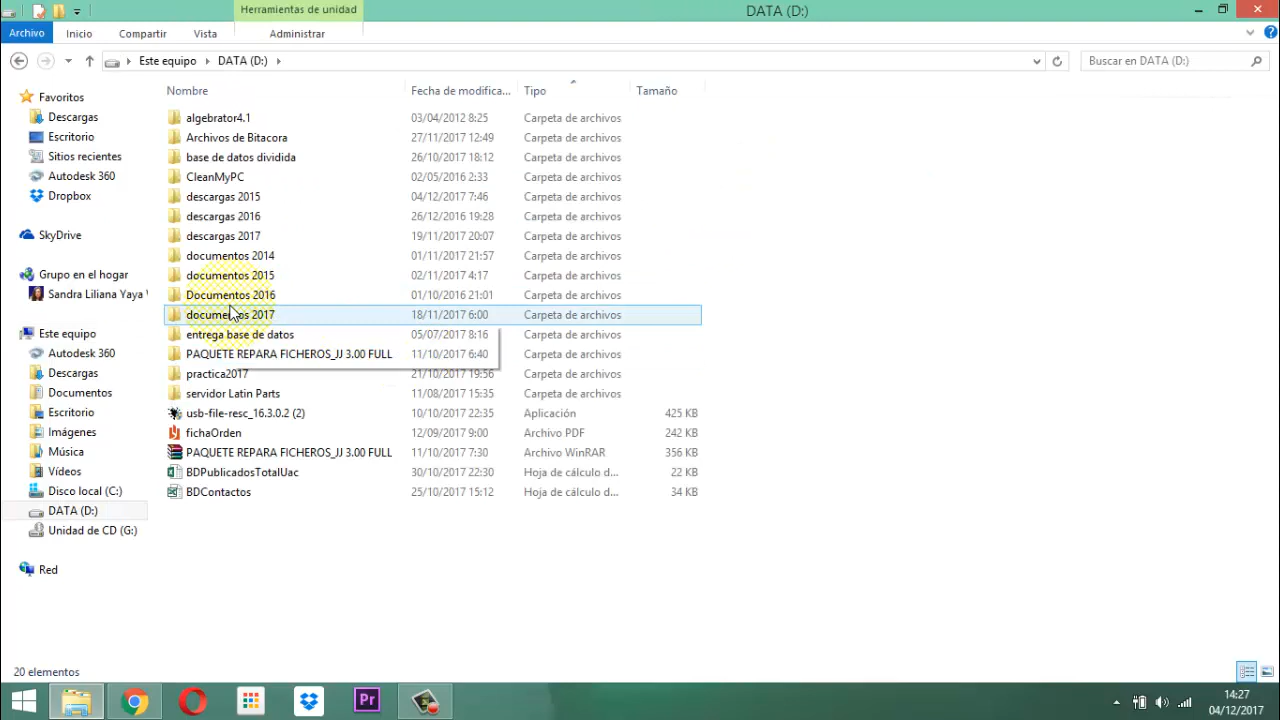 Herramientas de unidad
DATA (D:)
Archivo Inicio Compartir Vista Administrar
Este equipo DATA (D:) Buscar en DATA (D:)
Nombre Fecha de modifica... Tipo Tamaño
Favoritos
Descargas
Escritorio
Sitios recientes
Autodesk 360
Dropbox
SkyDrive
Grupo en el hogar
Sandra Liliana Yaya
Este equipo
Autodesk 360
Descargas
Documentos
Escritorio
Imágenes
Música
Vídeos
Disco local (C:)
DATA (D:)
Unidad de CD (G:)
Red
algebrator4.1 03/04/2012 8:25 Carpeta de archivos
Archivos de Bitacora 27/11/2017 12:49 Carpeta de archivos
base de datos dividida 26/10/2017 18:12 Carpeta de archivos
CleanMyPC 02/05/2016 2:33 Carpeta de archivos
descargas 2015 04/12/2017 7:46 Carpeta de archivos
descargas 2016 26/12/2016 19:28 Carpeta de archivos
descargas 2017 19/11/2017 20:07 Carpeta de archivos
documentos 2014 01/11/2017 21:57 Carpeta de archivos
documentos 2015 02/11/2017 4:17 Carpeta de archivos
Documentos 2016 01/10/2016 21:01 Carpeta de archivos
documentos 2017 18/11/2017 6:00 Carpeta de archivos
entrega base de datos 05/07/2017 8:16 Carpeta de archivos
PAQUETE REPARA FICHEROS_JJ 3.00 FULL 11/10/2017 6:40 Carpeta de archivos
practica2017 21/10/2017 19:56 Carpeta de archivos
servidor Latin Parts 11/08/2017 15:35 Carpeta de archivos
usb-file-resc_16.3.0.2 (2) 10/10/2017 22:35 Aplicación 425 KB
fichaOrden 12/09/2017 9:00 Archivo PDF 242 KB
PAQUETE REPARA FICHEROS_JJ 3.00 FULL 11/10/2017 7:30 Archivo WinRAR 356 KB
BDPublicadosTotalUac 30/10/2017 22:30 Hoja de cálculo d... 22 KB
BDContactos 25/10/2017 15:12 Hoja de cálculo d... 34 KB
20 elementos
Pr
14:27
04/12/2017